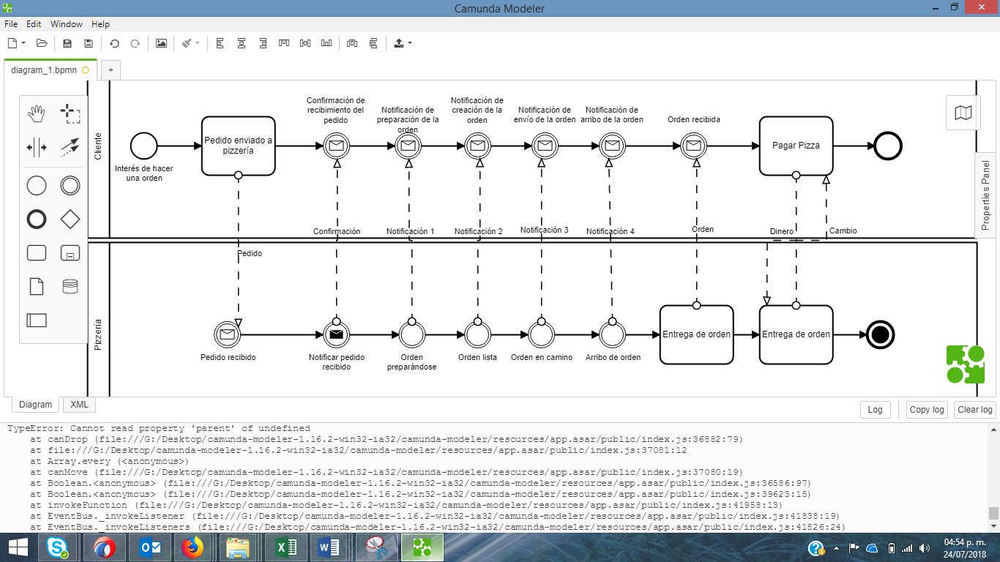 Camunda Modeler
File Edit Window Help
diagram_1.bpmn
+
Cliente
Interés de hacer
una orden
Pedido enviado a
pizzería
Confirmación de
recibimiento del
pedido
Notificación de
preparación de la
orden
Notificación de
creación de la
orden
Notificación de
envío de la orden
Notificación de
arribo de la orden
Orden recibida
Pagar Pizza
Properties Panel
Pedido
Confirmación
Notificación 1
Notificación 2
Notificación 3
Notificación 4
Orden
Dinero
Cambio
Pizzería
Pedido recibido
Notificar pedido
recibido
Orden
preparándose
Orden lista
Orden en camino
Arribo de orden
Entrega de orden
Entrega de orden
Diagram
XML
Log
Copy log
Clear log
TypeError: Cannot read property 'parent' of undefined
at canDrop (file:///G:/Desktop/camunda-modeler-1.16.2-win32-ia32/camunda-modeler/resources/app.asar/public/index.js:36882:79)
at file:///G:/Desktop/camunda-modeler-1.16.2-win32-ia32/camunda-modeler/resources/app.asar/public/index.js:37081:12
at Array.every (<anonymous>)
at canMove (file:///G:/Desktop/camunda-modeler-1.16.2-win32-ia32/camunda-modeler/resources/app.asar/public/index.js:37080:19)
at Boolean.<anonymous> (file:///G:/Desktop/camunda-modeler-1.16.2-win32-ia32/camunda-modeler/resources/app.asar/public/index.js:36586:97)
at Boolean.<anonymous> (file:///G:/Desktop/camunda-modeler-1.16.2-win32-ia32/camunda-modeler/resources/app.asar/public/index.js:39623:15)
at invokeFunction (file:///G:/Desktop/camunda-modeler-1.16.2-win32-ia32/camunda-modeler/resources/app.asar/public/index.js:41958:13)
at EventBus._invokeListener (file:///G:/Desktop/camunda-modeler-1.16.2-win32-ia32/camunda-modeler/resources/app.asar/public/index.js:41838:19)
at EventBus._invokeListeners (file:///G:/Desktop/camunda-modeler-1.16.2-win32-ia32/camunda-modeler/resources/app.asar/public/index.js:41826:24)
04:54 p. m.
24/07/2018